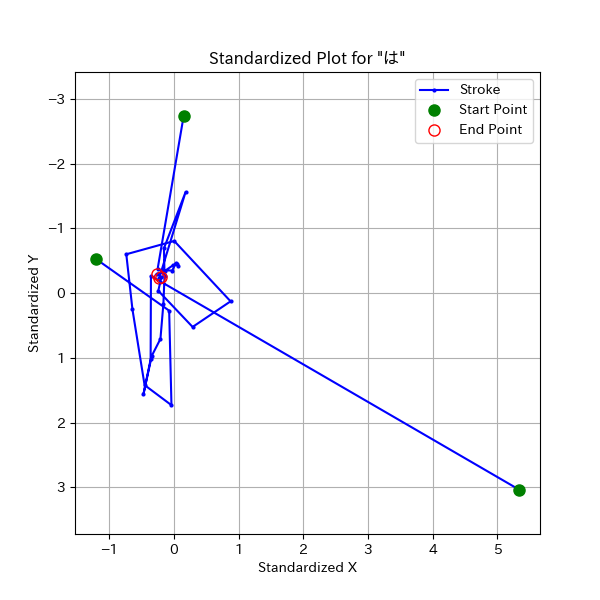 Standardized Plot for "は"
Stroke
Start Point
End Point
Standardized Y
−3
−2
−1
0
1
2
3
−1 0 1 2 3 4 5
Standardized X